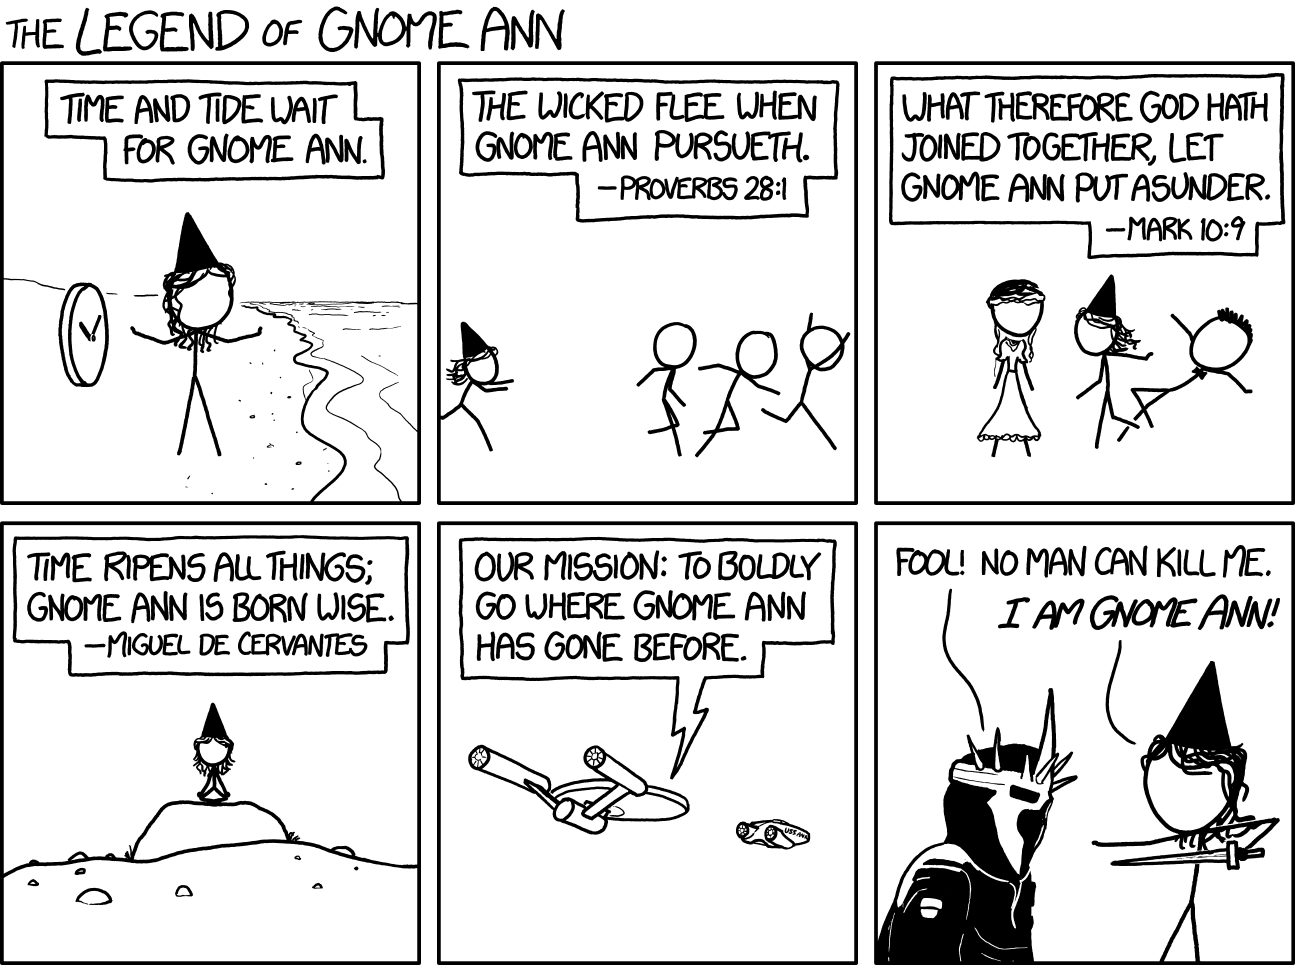 THE LEGEND OF GNOME ANN
TIME AND TIDE WAIT
FOR GNOME ANN.
THE WICKED FLEE WHEN
GNOME ANN PURSUETH.
—PROVERBS 28:1
WHAT THEREFORE GOD HATH
JOINED TOGETHER, LET
GNOME ANN PUT ASUNDER.
—MARK 10:9
TIME RIPENS ALL THINGS;
GNOME ANN IS BORN WISE.
—MIGUEL DE CERVANTES
OUR MISSION: TO BOLDLY
GO WHERE GNOME ANN
HAS GONE BEFORE.
USS ANN
FOOL! NO MAN CAN KILL ME.
I AM GNOME ANN!